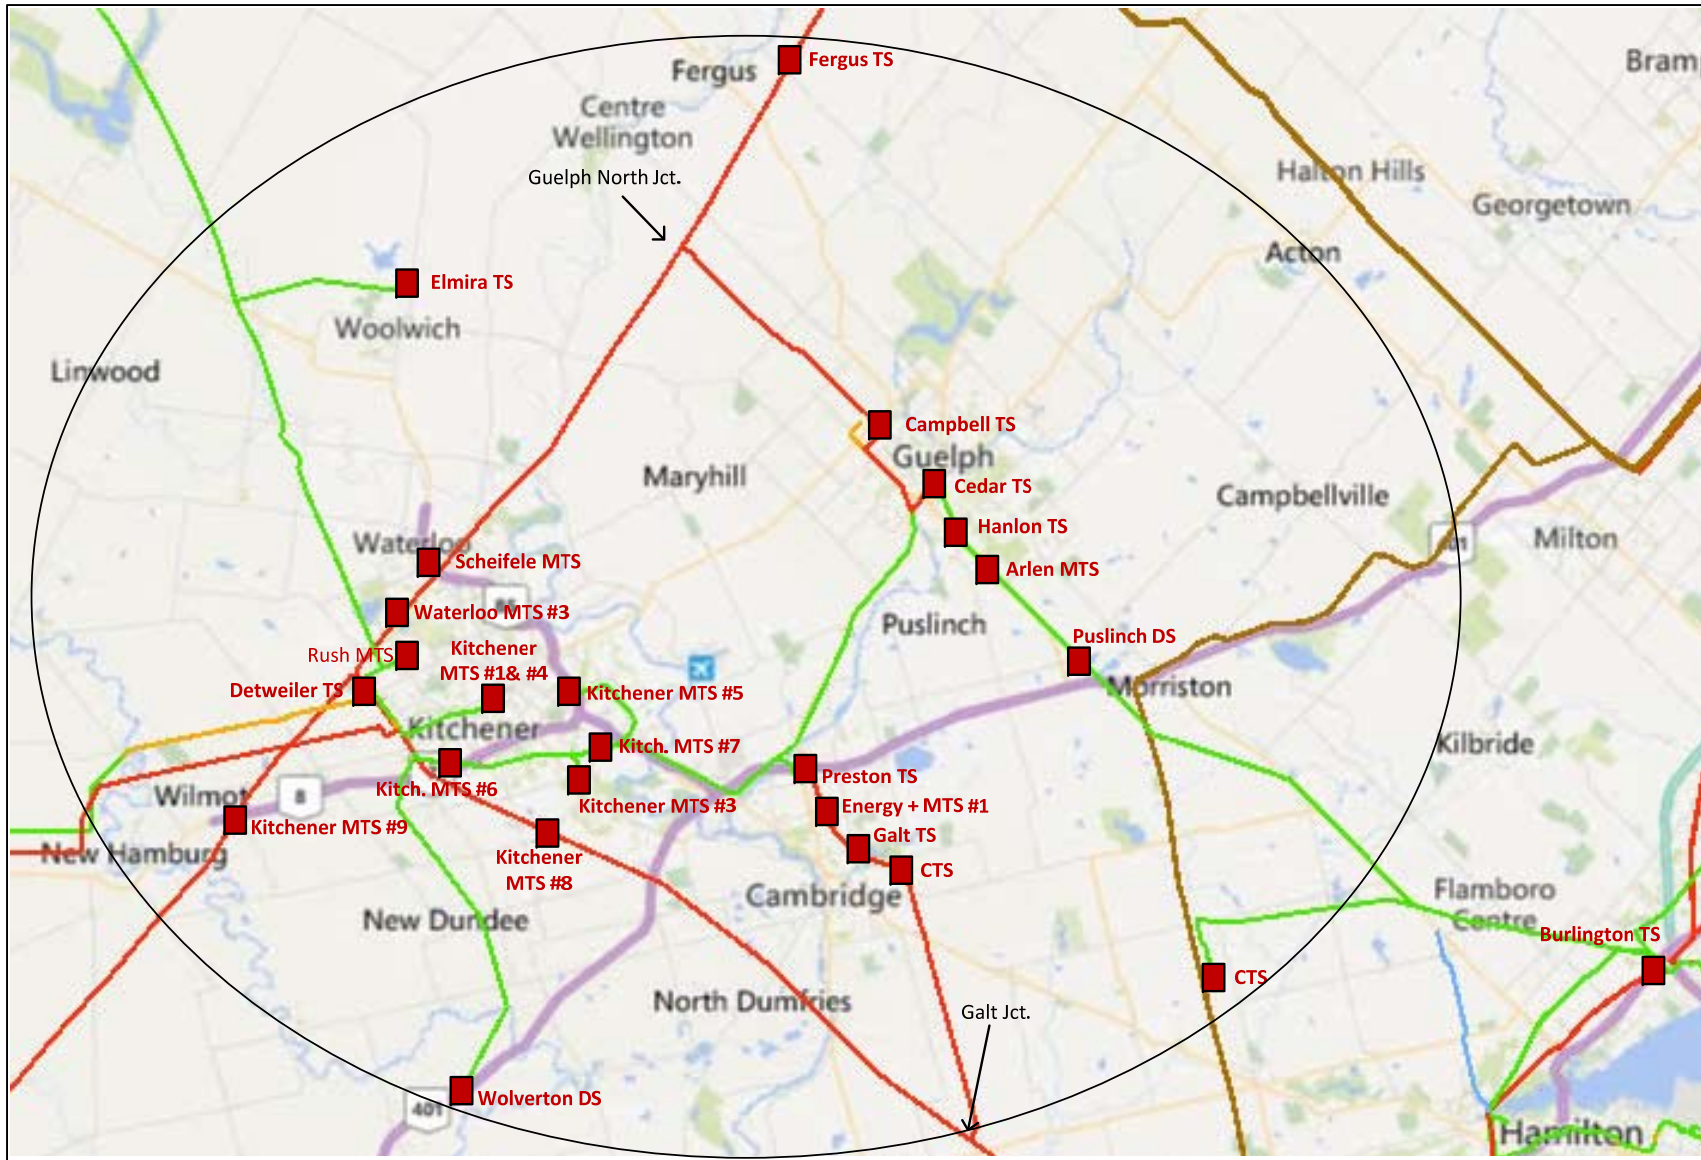 Fergus TS
Fergus
Bram
Centre
Wellington
Guelph North Jct.
Halton Hills
Georgetown
Acton
Elmira TS
Woolwich
Linwood
Campbell TS
Guelph
Maryhill
Cedar TS
Campbellville
Hanlon TS
Milton
Waterloo
401
Scheifele MTS
Arlen MTS
Waterloo MTS #3
Puslinch
Puslinch DS
Rush MTS
Kitchener
MTS #1& #4
Detweiler TS
Kitchener MTS #5
Morriston
Kitchener
Kitch. MTS #7
Kilbride
Preston TS
Kitch. MTS #6
Wilmot
8
Kitchener MTS #3
Energy + MTS #1
Kitchener MTS #9
Galt TS
New Hamburg
Kitchener
MTS #8
CTS
Cambridge
Flamboro
Centre
New Dundee
Burlington TS
CTS
North Dumfries
Galt Jct.
Wolverton DS
401
Hamilton